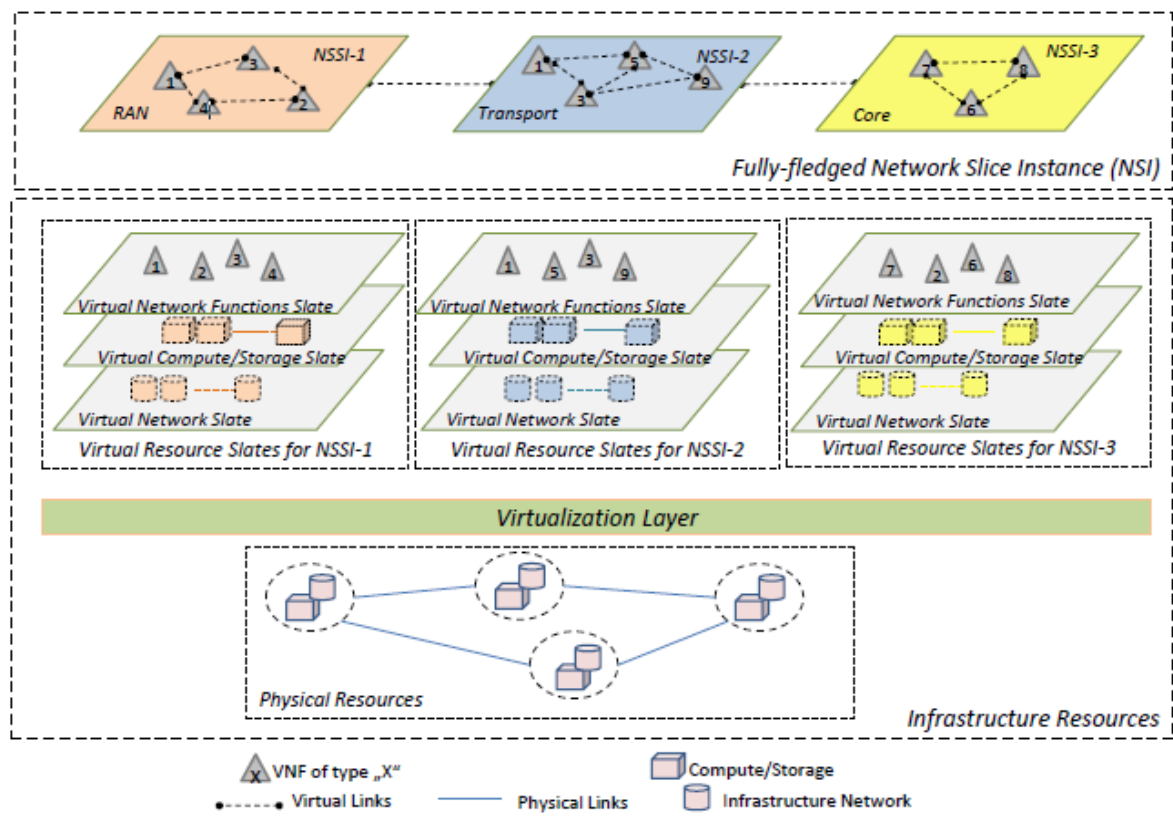 NSSI-1
3
1
4
2
RAN
NSSI-2
1
5
9
3
Transport
NSSI-3
7
8
6
Core
Fully-fledged Network Slice Instance (NSI)
1
2
3
4
Virtual Network Functions Slate
Virtual Compute/Storage Slate
Virtual Network Slate
Virtual Resource Slates for NSSI-1
1
5
3
9
Virtual Network Functions Slate
Virtual Compute/Storage Slate
Virtual Network Slate
Virtual Resource Slates for NSSI-2
7
2
6
8
Virtual Network Functions Slate
Virtual Compute/Storage Slate
Virtual Network Slate
Virtual Resource Slates for NSSI-3
Virtualization Layer
Physical Resources
Infrastructure Resources
X
VNF of type „X“
Compute/Storage
Virtual Links
Physical Links
Infrastructure Network